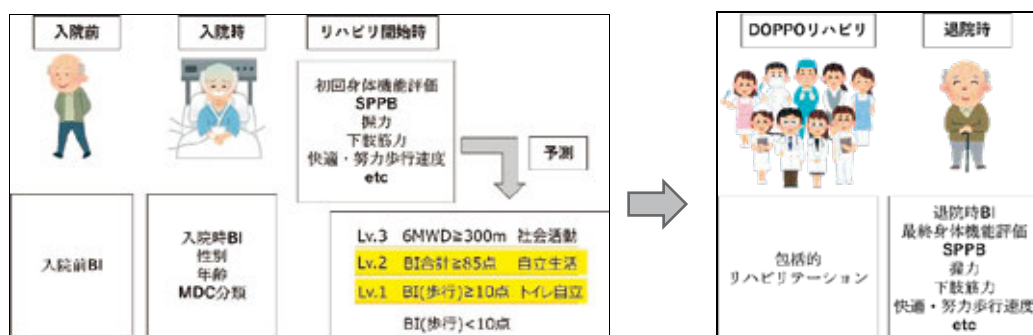 入院前
入院時
リハビリ開始時
初回身体機能評価
SPPB
握力
下肢筋力
快適・努力歩行速度
etc
予測
入院前BI
入院時BI
性別
年齢
MDC分類
Lv.3 6MWD≧300m 社会活動
Lv.2 BI合計≧85点 自立生活
Lv.1 BI(歩行)≧10点 トイレ自立
BI(歩行)<10点
DOPPOリハビリ
退院時
包括的
リハビリテーション
退院時BI
最終身体機能評価
SPPB
握力
下肢筋力
快適・努力歩行速度
etc